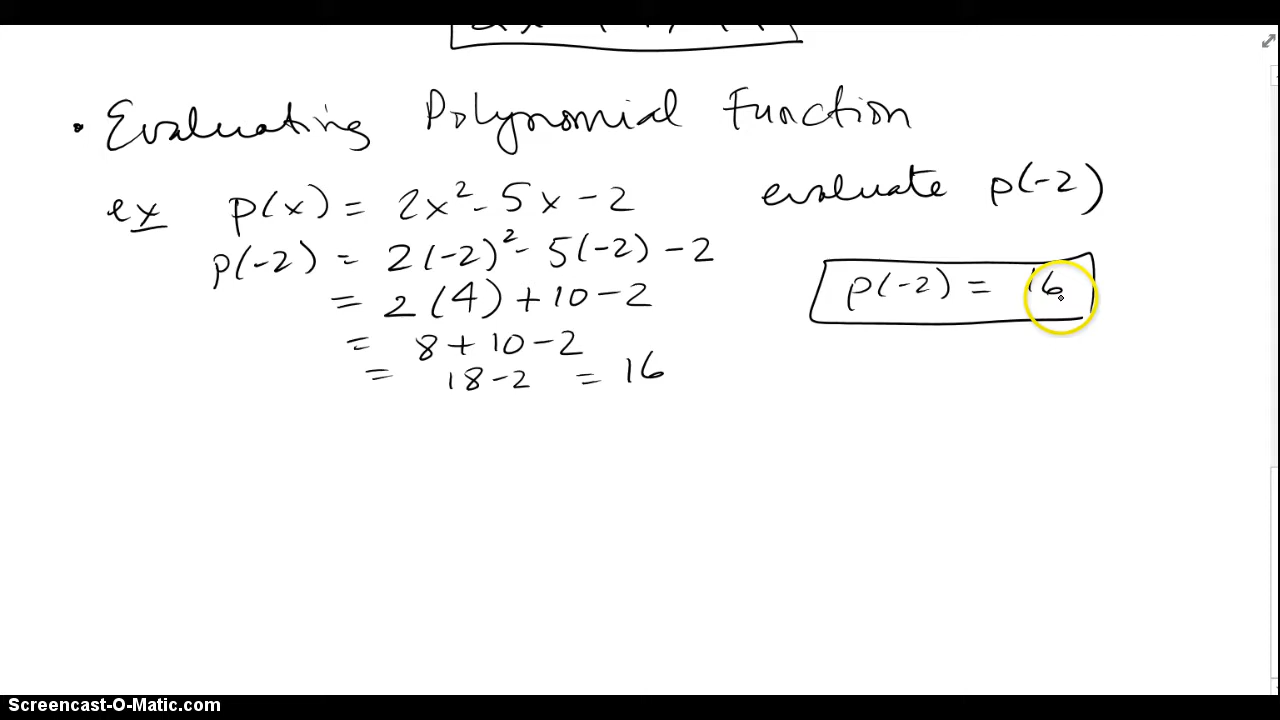 • Evaluating Polynomial Function
ex p(x) = 2x² - 5x - 2 evaluate p(-2)
p(-2) = 2(-2)² - 5(-2) - 2
= 2(4) + 10 - 2
= 8 + 10 - 2
= 18 - 2 = 16
p(-2) = 16
Screencast-O-Matic.com